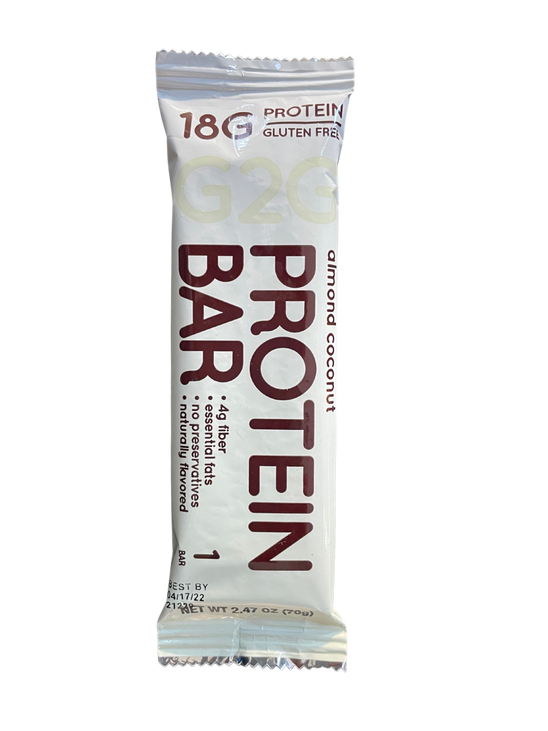 18G
PROTEIN
GLUTEN FREE
G2G
PROTEIN
BAR
almond coconut
• 4g fiber
• essential fats
• no preservatives
• naturally flavored
1
BAR
BEST BY
04/17/22
NET WT 2.47 OZ (70g)